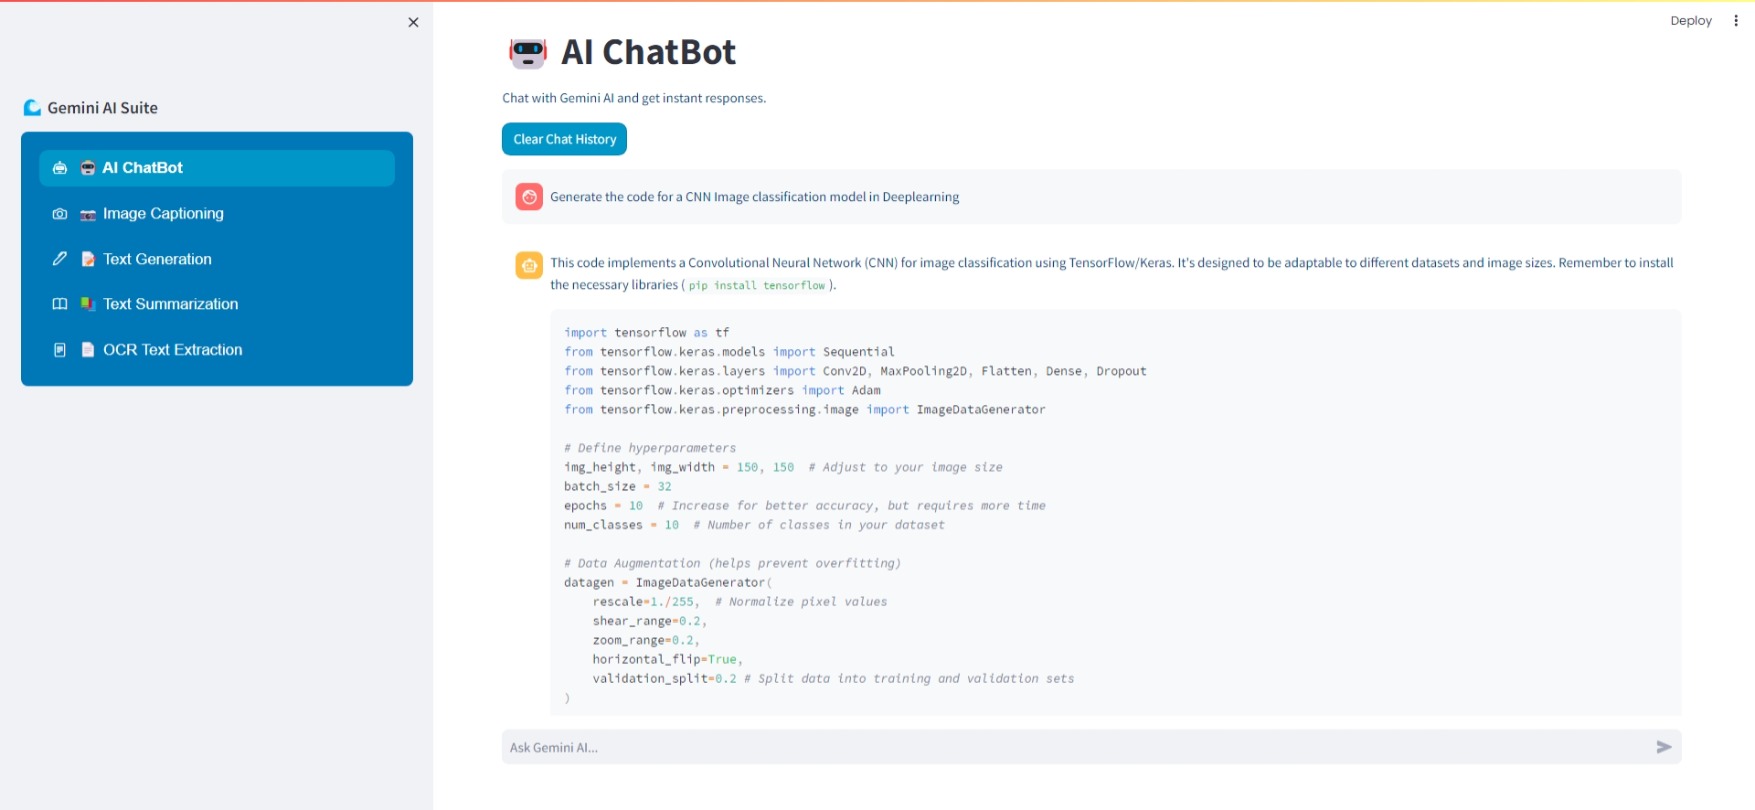 Deploy
Gemini AI Suite
AI ChatBot
Image Captioning
Text Generation
Text Summarization
OCR Text Extraction
AI ChatBot
Chat with Gemini AI and get instant responses.
Clear Chat History
Generate the code for a CNN Image classification model in Deeplearning
This code implements a Convolutional Neural Network (CNN) for image classification using TensorFlow/Keras. It's designed to be adaptable to different datasets and image sizes. Remember to install
the necessary libraries ( pip install tensorflow ).
import tensorflow as tf
from tensorflow.keras.models import Sequential
from tensorflow.keras.layers import Conv2D, MaxPooling2D, Flatten, Dense, Dropout
from tensorflow.keras.optimizers import Adam
from tensorflow.keras.preprocessing.image import ImageDataGenerator
# Define hyperparameters
img_height, img_width = 150, 150  # Adjust to your image size
batch_size = 32
epochs = 10  # Increase for better accuracy, but requires more time
num_classes = 10  # Number of classes in your dataset
# Data Augmentation (helps prevent overfitting)
datagen = ImageDataGenerator(
    rescale=1./255,  # Normalize pixel values
    shear_range=0.2,
    zoom_range=0.2,
    horizontal_flip=True,
    validation_split=0.2 # Split data into training and validation sets
)
Ask Gemini AI...